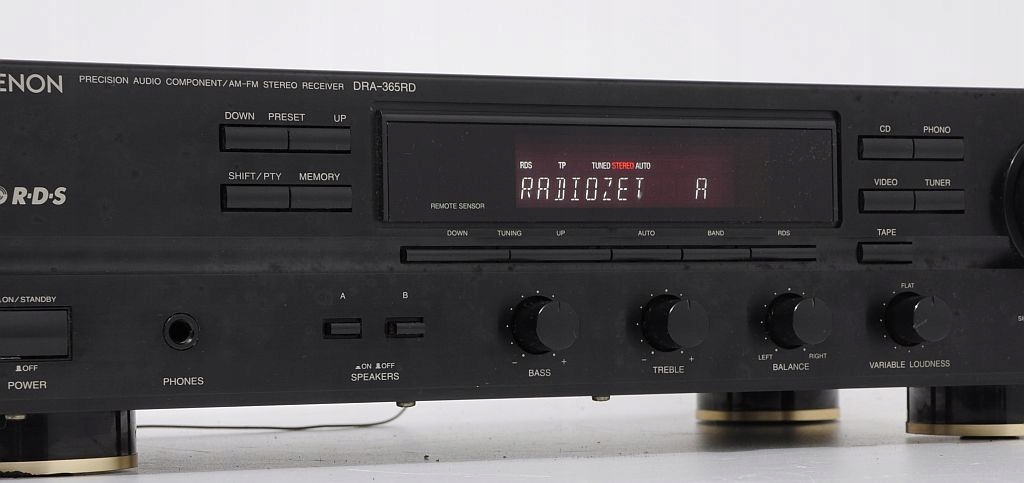 ENON PRECISION AUDIO COMPONENT/AM-FM STEREO RECEIVER DRA-365RD
DOWN PRESET UP
SHIFT/PTY MEMORY
R·D·S
RDS TP TUNED STEREO AUTO
RADIOZET A
REMOTE SENSOR
DOWN TUNING UP AUTO BAND RDS
CD PHONO
VIDEO TUNER
TAPE
ON/STANDBY
OFF
POWER
PHONES
A B
ON OFF
SPEAKERS
- +
BASS
- +
TREBLE
LEFT RIGHT
BALANCE
FLAT
VARIABLE LOUDNESS